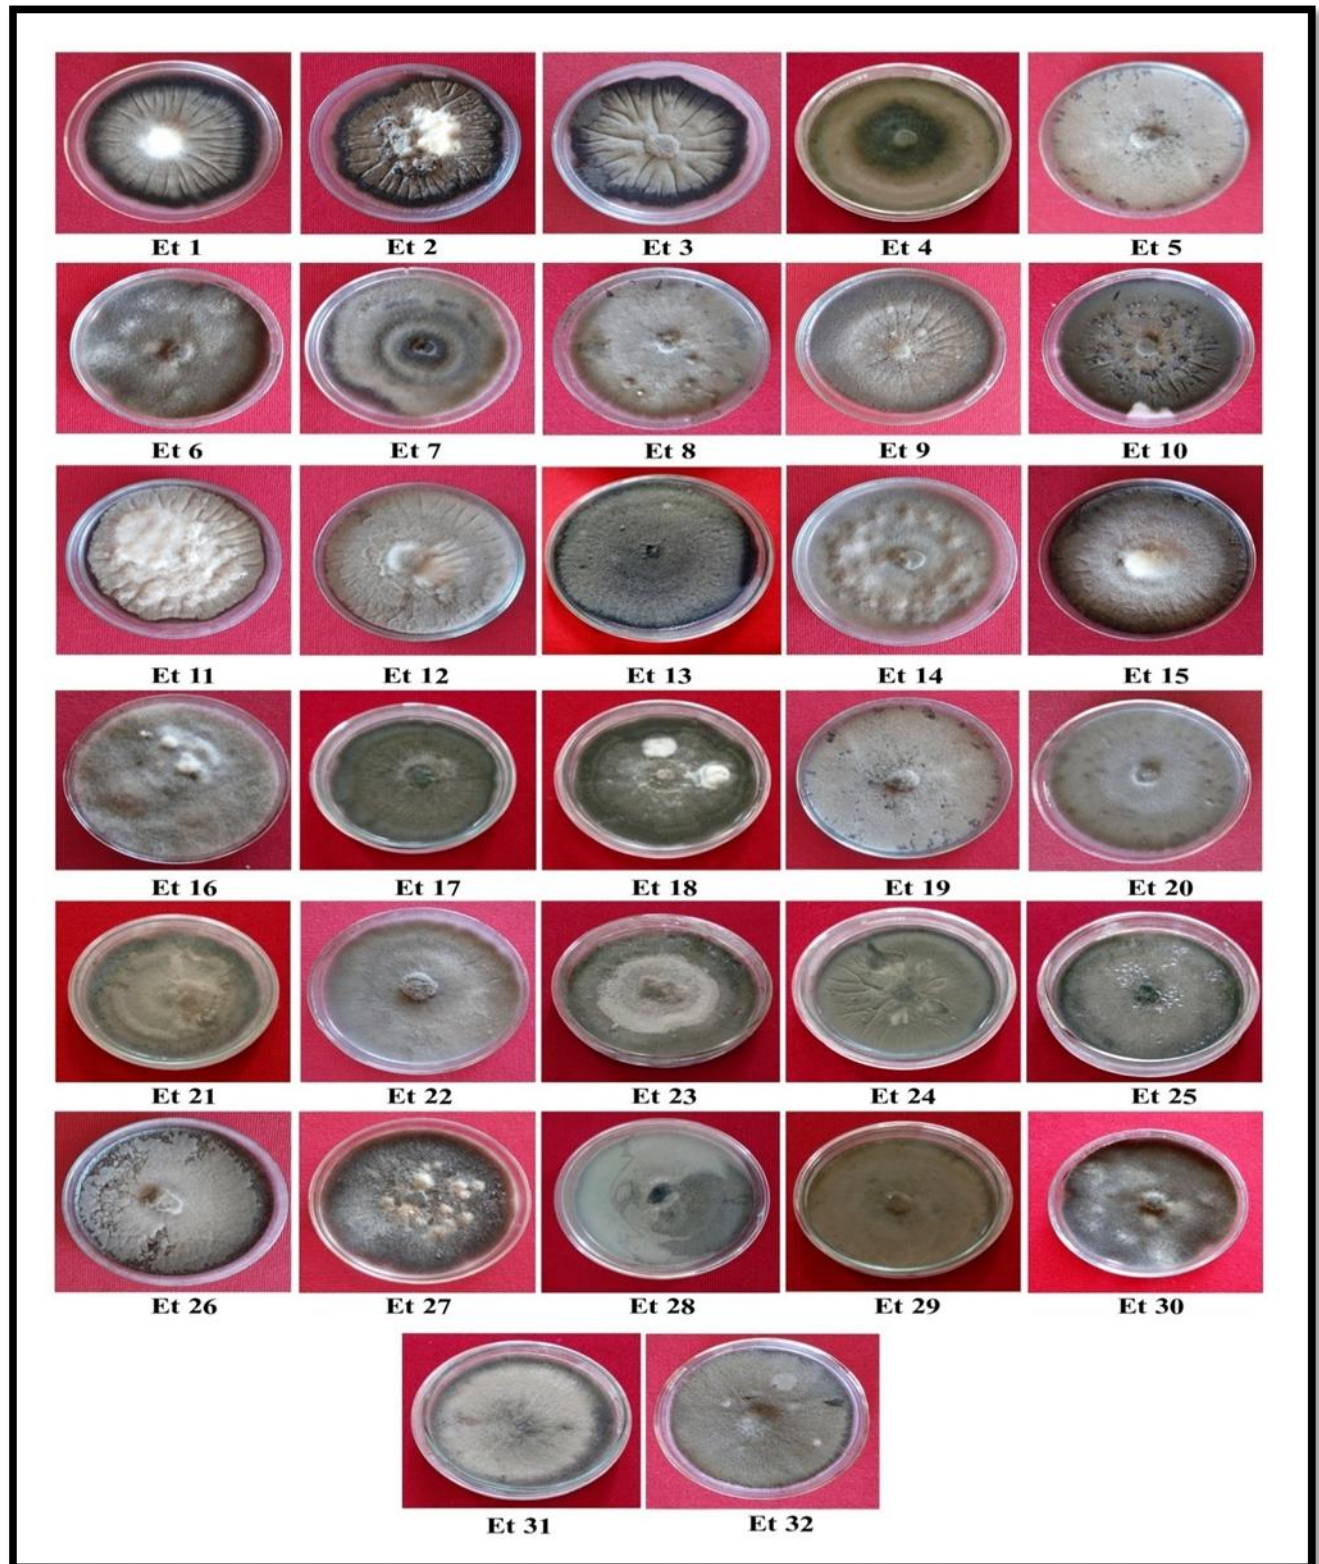 Et 1 Et 2 Et 3 Et 4 Et 5
Et 6 Et 7 Et 8 Et 9 Et 10
Et 11 Et 12 Et 13 Et 14 Et 15
Et 16 Et 17 Et 18 Et 19 Et 20
Et 21 Et 22 Et 23 Et 24 Et 25
Et 26 Et 27 Et 28 Et 29 Et 30
Et 31 Et 32